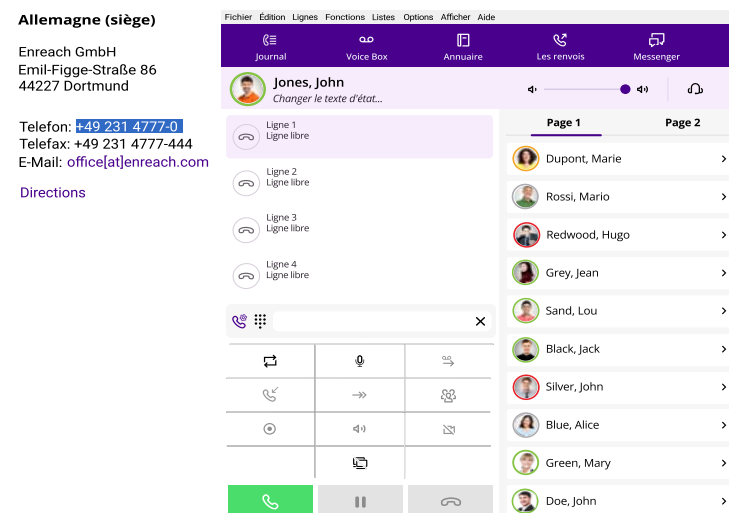 Allemagne (siège)
Enreach GmbH
Emil-Figge-Straße 86
44227 Dortmund
Telefon: +49 231 4777-0
Telefax: +49 231 4777-444
E-Mail: office[at]enreach.com
Directions
Fichier Édition Lignes Fonctions Listes Options Afficher Aide
Journal Voice Box Annuaire Les renvois Messenger
Jones, John
Changer le texte d'état...
Ligne 1
Ligne libre
Ligne 2
Ligne libre
Ligne 3
Ligne libre
Ligne 4
Ligne libre
Page 1 Page 2
Dupont, Marie
Rossi, Mario
Redwood, Hugo
Grey, Jean
Sand, Lou
Black, Jack
Silver, John
Blue, Alice
Green, Mary
Doe, John